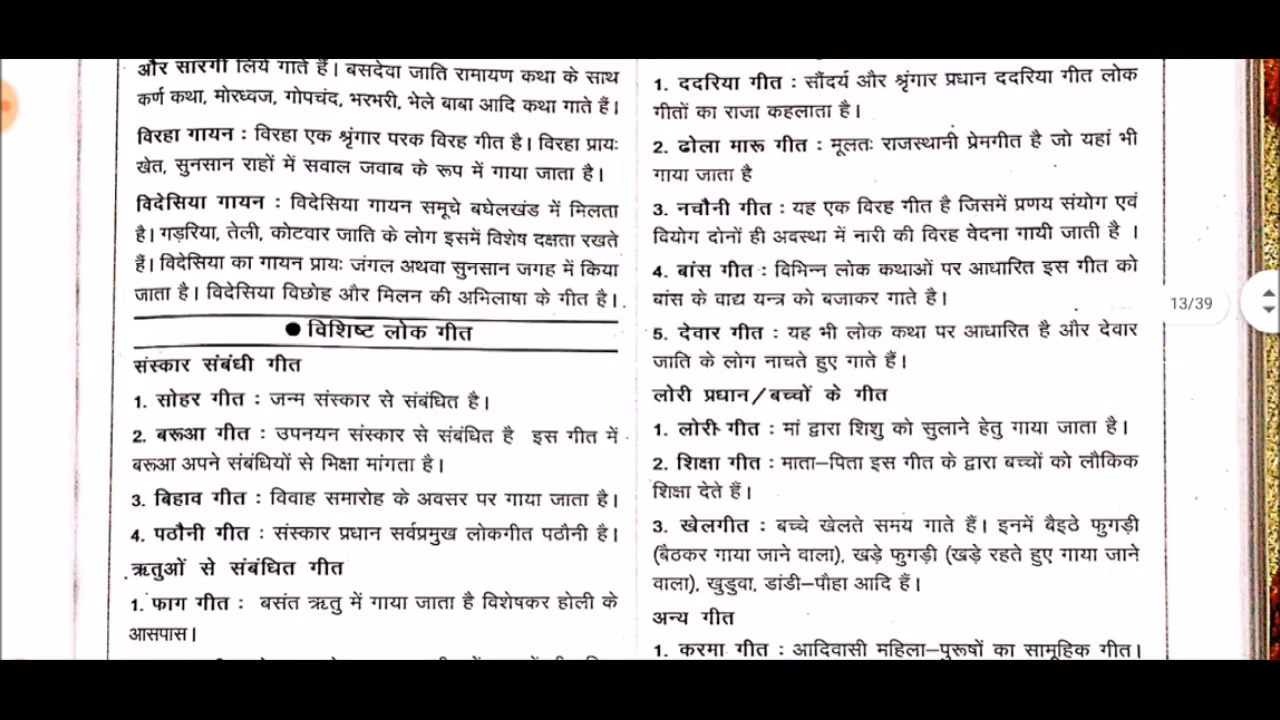 और सारंगी लिये गाते हैं। बसदेवा जाति रामायण कथा के साथ
कर्ण कथा, मोरध्वज, गोपचंद, भरभरी, भेले बाबा आदि कथा गाते हैं।
विरहा गायन : विरहा एक श्रृंगार परक विरह गीत है। विरहा प्रायः
खेत, सुनसान राहों में सवाल जवाब के रूप में गाया जाता है।
विदेसिया गायन : विदेसिया गायन समूचे बघेलखंड में मिलता
है। गड़रिया, तेली, कोटवार जाति के लोग इसमें विशेष दक्षता रखते
हैं। विदेसिया का गायन प्रायः जंगल अथवा सुनसान जगह में किया
जाता है। विदेसिया विछोह और मिलन की अभिलाषा के गीत है।
● विशिष्ट लोक गीत
संस्कार संबंधी गीत
1. सोहर गीत : जन्म संस्कार से संबंधित है।
2. बरूआ गीत : उपनयन संस्कार से संबंधित है इस गीत में
बरूआ अपने संबंधियों से भिक्षा मांगता है।
3. बिहाव गीत : विवाह समारोह के अवसर पर गाया जाता है।
4. पठौनी गीत : संस्कार प्रधान सर्वप्रमुख लोकगीत पठौनी है।
ऋतुओं से संबंधित गीत
1. फाग गीत : बसंत ऋतु में गाया जाता है विशेषकर होली के
आसपास।
1. ददरिया गीत : सौंदर्य और श्रृंगार प्रधान ददरिया गीत लोक
गीतों का राजा कहलाता है।
2. ढोला मारू गीत : मूलतः राजस्थानी प्रेमगीत है जो यहां भी
गाया जाता है
3. नचौनी गीत : यह एक विरह गीत है जिसमें प्रणय संयोग एवं
वियोग दोनों ही अवस्था में नारी की विरह वेदना गायी जाती है ।
4. बांस गीत : विभिन्न लोक कथाओं पर आधारित इस गीत को
बांस के वाद्य यन्त्र को बजाकर गाते है।
5. देवार गीत : यह भी लोक कथा पर आधारित है और देवार
जाति के लोग नाचते हुए गाते हैं।
लोरी प्रधान/बच्चों के गीत
1. लोरी गीत : मां द्वारा शिशु को सुलाने हेतु गाया जाता है।
2. शिक्षा गीत : माता–पिता इस गीत के द्वारा बच्चों को लौकिक
शिक्षा देते हैं।
3. खेलगीत : बच्चे खेलते समय गाते हैं। इनमें बैइठे फुगड़ी
(बैठकर गाया जाने वाला), खड़े फुगड़ी (खड़े रहते हुए गाया जाने
वाला), खुडुवा, डांडी–पौहा आदि हैं।
अन्य गीत
1. करमा गीत : आदिवासी महिला–पुरूषों का सामूहिक गीत।
13/39